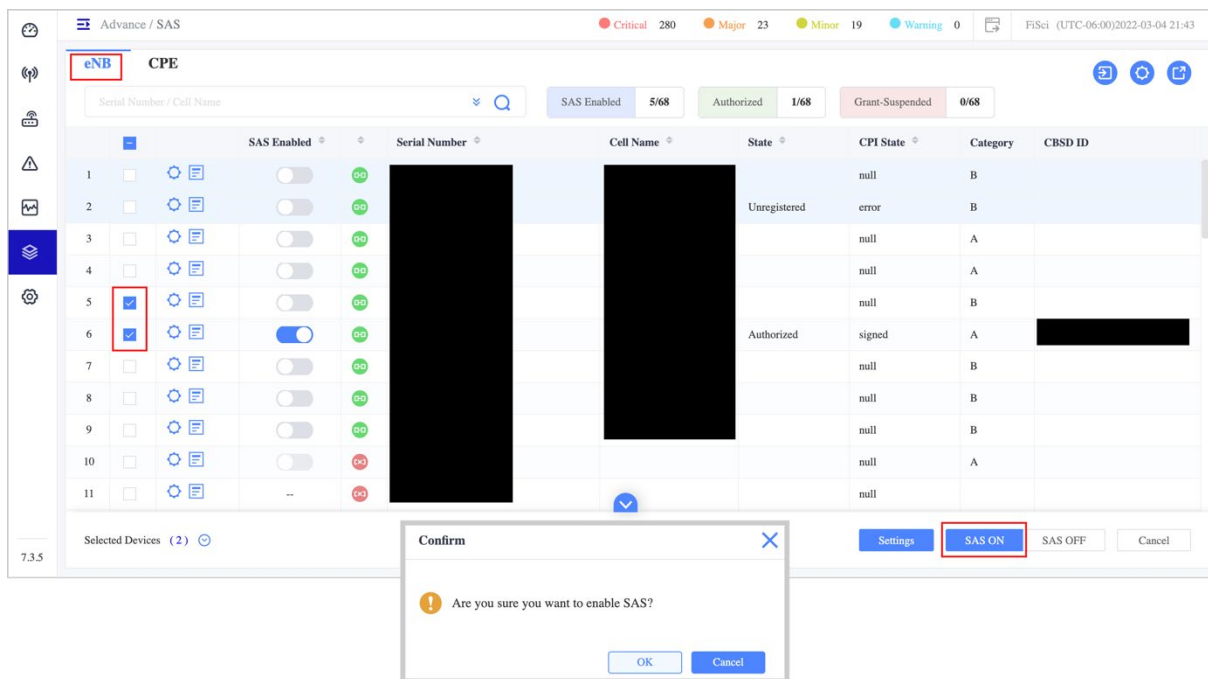 Advance / SAS
Critical 280 Major 23 Minor 19 Warning 0 FiSci (UTC-06:00)2022-03-04 21:43
eNB CPE
Serial Number / Cell Name SAS Enabled 5/68 Authorized 1/68 Grant-Suspended 0/68
SAS Enabled Serial Number Cell Name State CPI State Category CBSD ID
1 null B
2 Unregistered error B
3 null A
4 null A
5 null B
6 Authorized signed A
7 null B
8 null B
9 null B
10 null A
11 -- null
Selected Devices (2) Settings SAS ON SAS OFF Cancel
7.3.5
Confirm
Are you sure you want to enable SAS?
OK Cancel